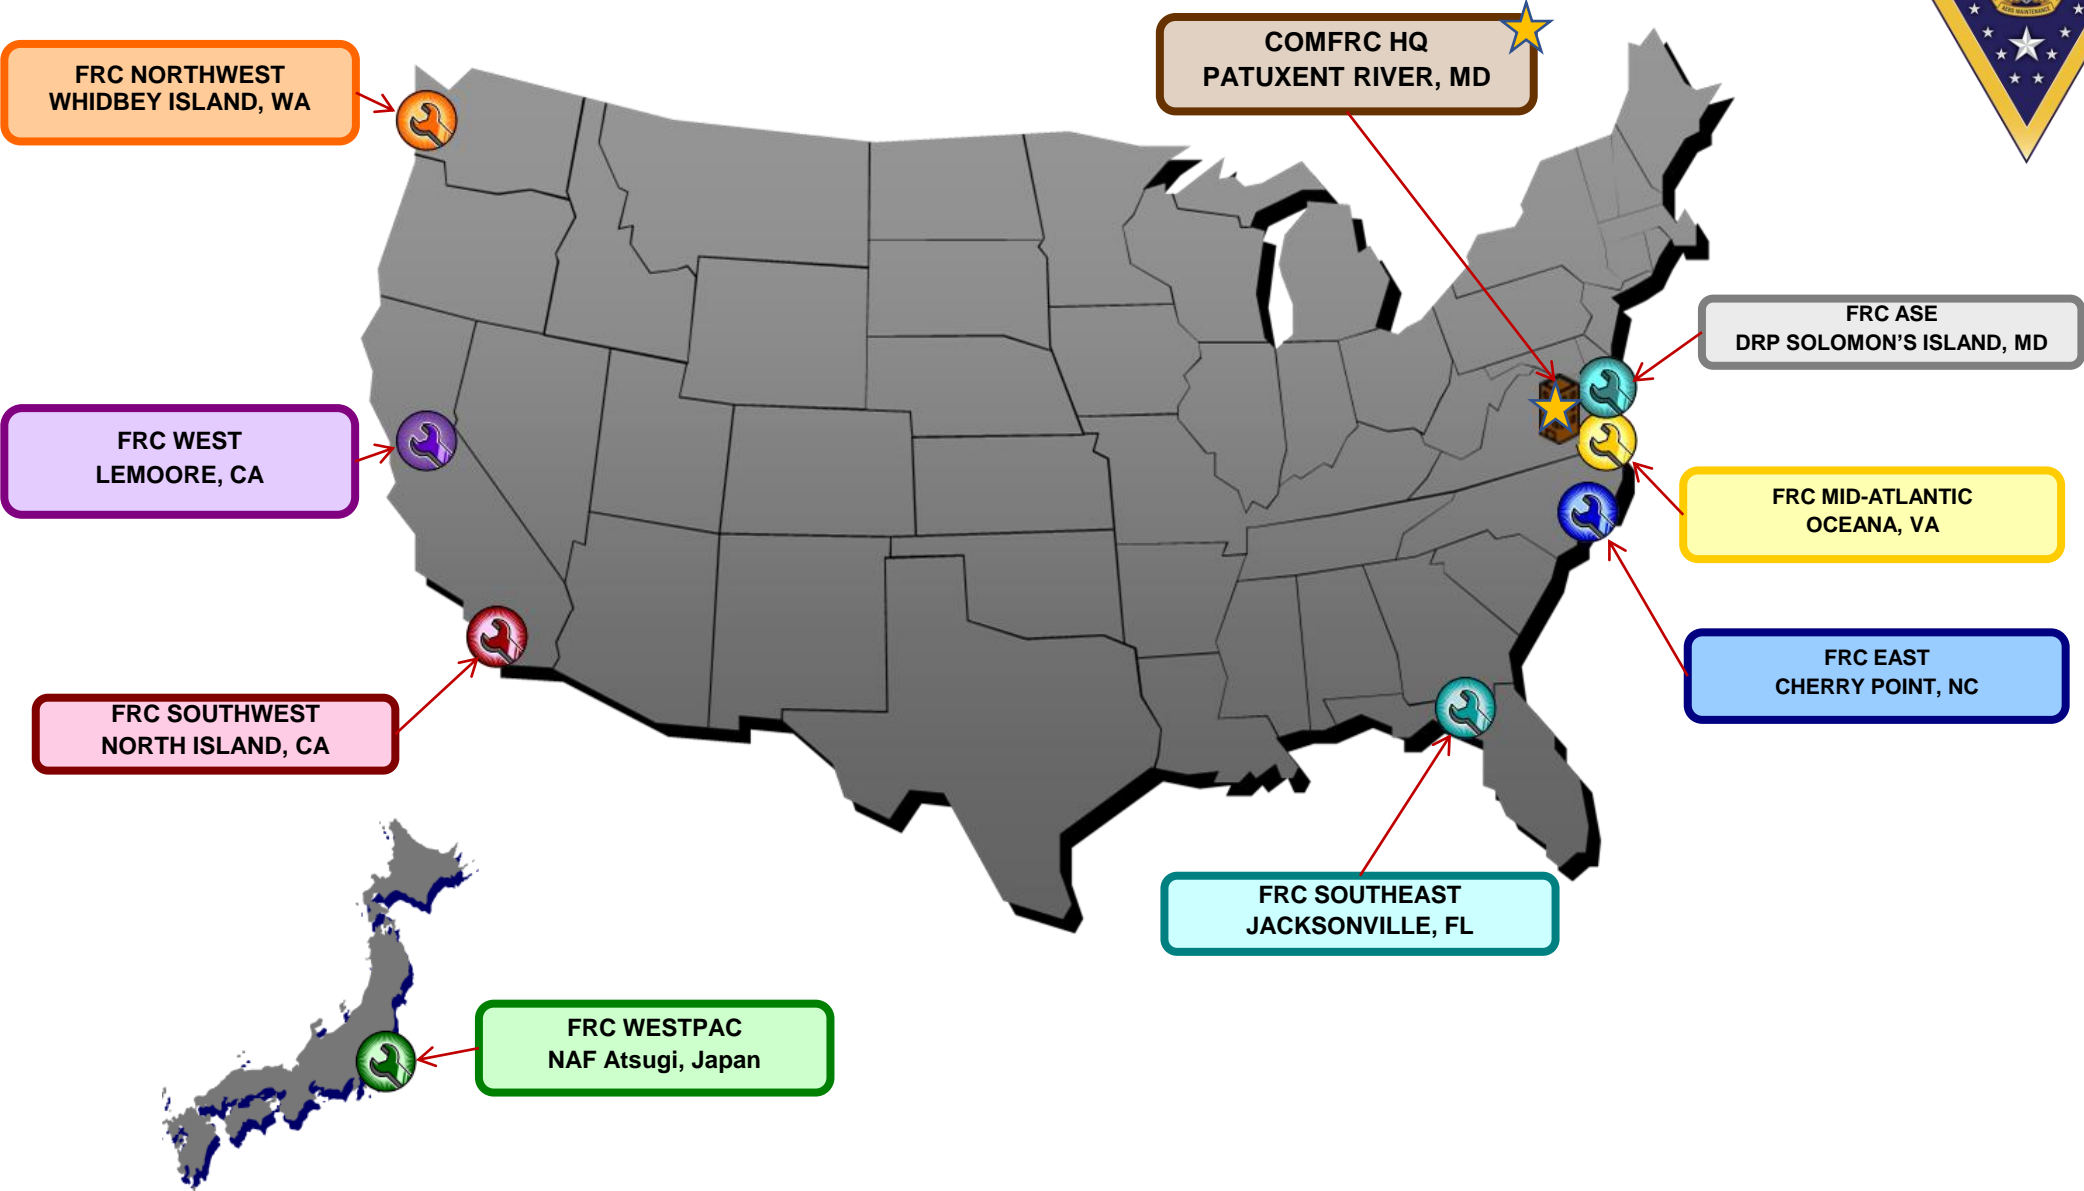 COMFRC HQ
PATUXENT RIVER, MD
AERO MAINTENANCE
FRC NORTHWEST
WHIDBEY ISLAND, WA
FRC ASE
DRP SOLOMON'S ISLAND, MD
FRC WEST
LEMOORE, CA
FRC MID-ATLANTIC
OCEANA, VA
FRC EAST
CHERRY POINT, NC
FRC SOUTHWEST
NORTH ISLAND, CA
FRC SOUTHEAST
JACKSONVILLE, FL
FRC WESTPAC
NAF Atsugi, Japan